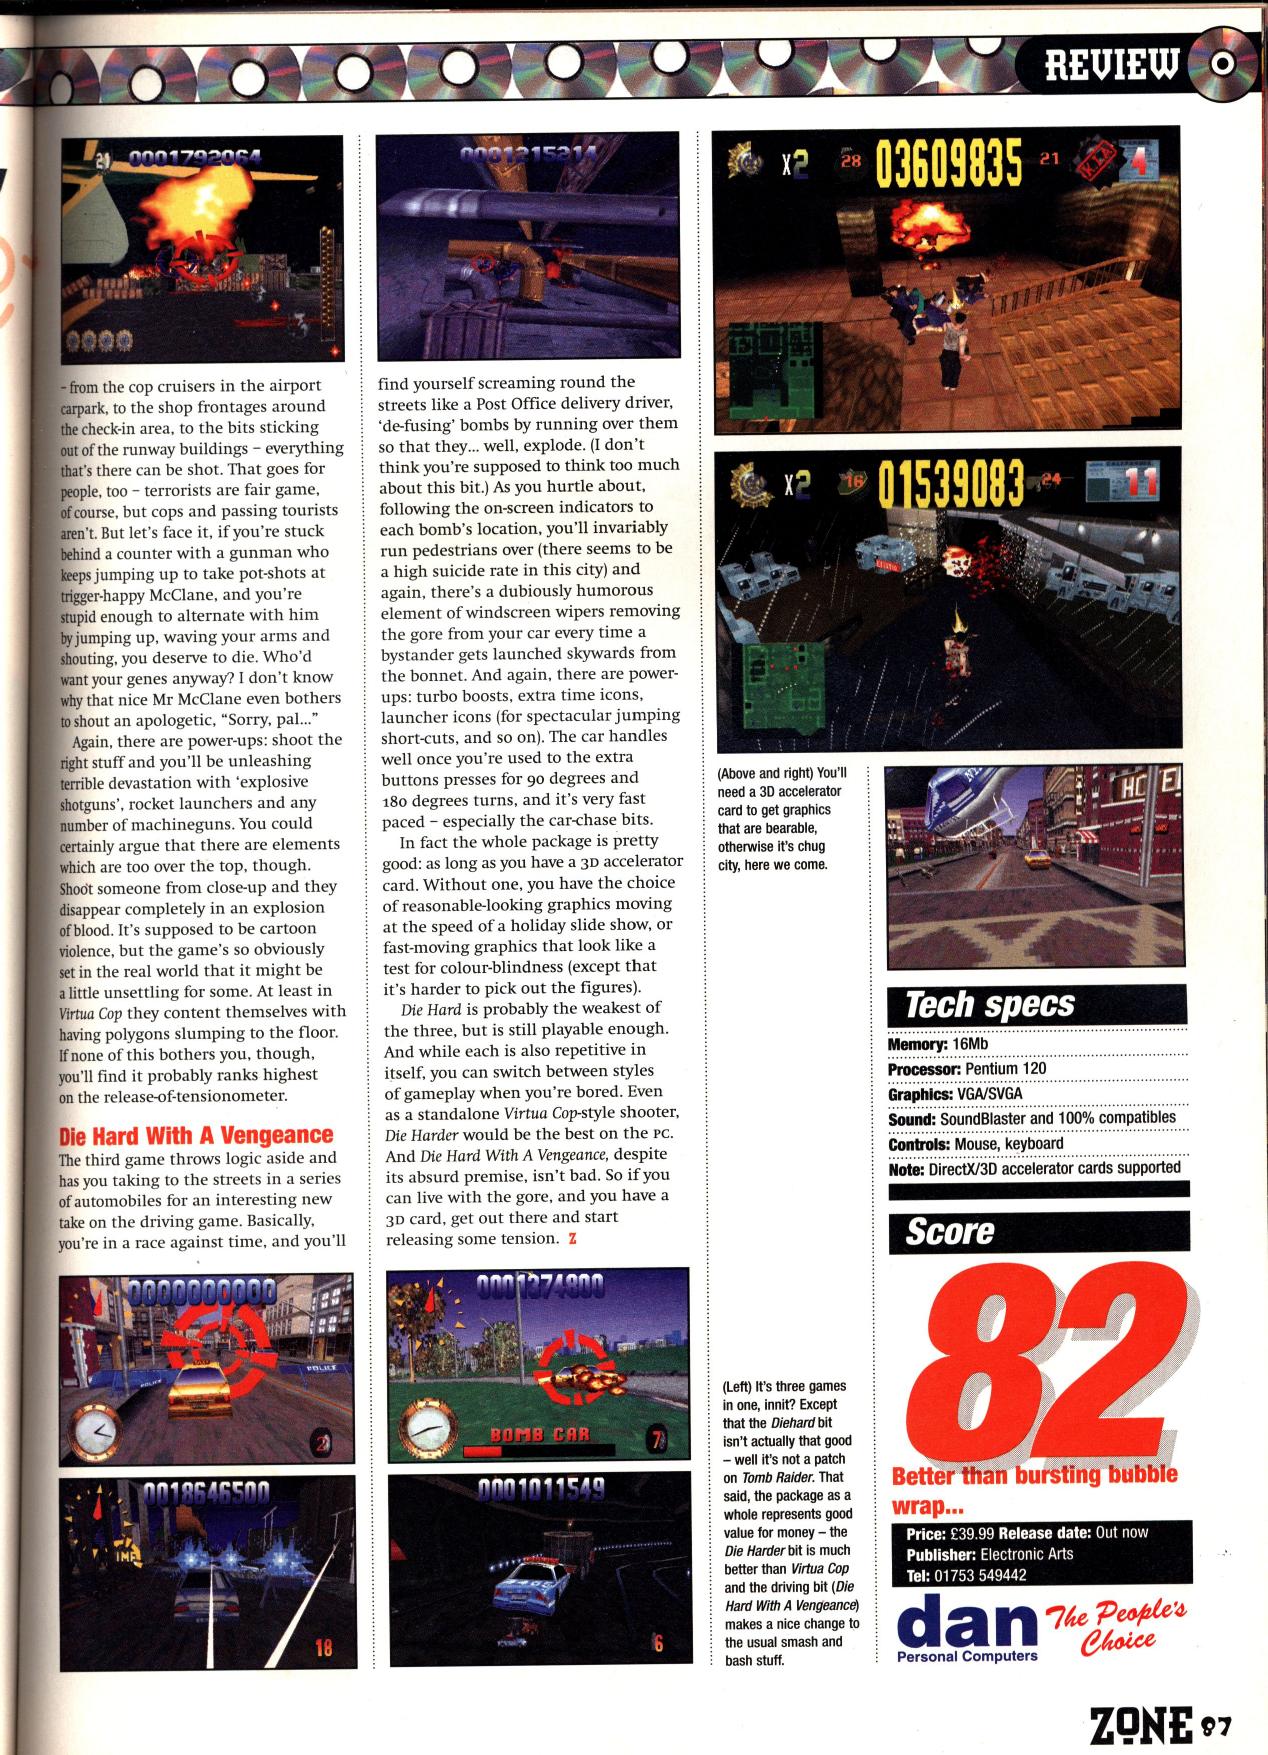 REVIEW
21
0001792064
0001215214
X2
28
03609835
21
K.I.A
4
X2
16
01539083
24
11
- from the cop cruisers in the airport
carpark, to the shop frontages around
the check-in area, to the bits sticking
out of the runway buildings – everything
that's there can be shot. That goes for
people, too – terrorists are fair game,
of course, but cops and passing tourists
aren't. But let's face it, if you're stuck
behind a counter with a gunman who
keeps jumping up to take pot-shots at
trigger-happy McClane, and you're
stupid enough to alternate with him
by jumping up, waving your arms and
shouting, you deserve to die. Who'd
want your genes anyway? I don't know
why that nice Mr McClane even bothers
to shout an apologetic, “Sorry, pal...”
Again, there are power-ups: shoot the
right stuff and you'll be unleashing
terrible devastation with ‘explosive
shotguns’, rocket launchers and any
number of machineguns. You could
certainly argue that there are elements
which are too over the top, though.
Shoot someone from close-up and they
disappear completely in an explosion
of blood. It's supposed to be cartoon
violence, but the game's so obviously
set in the real world that it might be
a little unsettling for some. At least in
Virtua Cop they content themselves with
having polygons slumping to the floor.
If none of this bothers you, though,
you'll find it probably ranks highest
on the release-of-tensionometer.
Die Hard With A Vengeance
The third game throws logic aside and
has you taking to the streets in a series
of automobiles for an interesting new
take on the driving game. Basically,
you're in a race against time, and you'll
find yourself screaming round the
streets like a Post Office delivery driver,
‘de-fusing’ bombs by running over them
so that they... well, explode. (I don't
think you're supposed to think too much
about this bit.) As you hurtle about,
following the on-screen indicators to
each bomb's location, you'll invariably
run pedestrians over (there seems to be
a high suicide rate in this city) and
again, there's a dubiously humorous
element of windscreen wipers removing
the gore from your car every time a
bystander gets launched skywards from
the bonnet. And again, there are power-
ups: turbo boosts, extra time icons,
launcher icons (for spectacular jumping
short-cuts, and so on). The car handles
well once you're used to the extra
buttons presses for 90 degrees and
180 degrees turns, and it's very fast
paced – especially the car-chase bits.
In fact the whole package is pretty
good: as long as you have a 3D accelerator
card. Without one, you have the choice
of reasonable-looking graphics moving
at the speed of a holiday slide show, or
fast-moving graphics that look like a
test for colour-blindness (except that
it's harder to pick out the figures).
Die Hard is probably the weakest of
the three, but is still playable enough.
And while each is also repetitive in
itself, you can switch between styles
of gameplay when you're bored. Even
as a standalone Virtua Cop-style shooter,
Die Harder would be the best on the PC.
And Die Hard With A Vengeance, despite
its absurd premise, isn't bad. So if you
can live with the gore, and you have a
3D card, get out there and start
releasing some tension. Z
(Above and right) You'll
need a 3D accelerator
card to get graphics
that are bearable,
otherwise it's chug
city, here we come.
HOTEL
Tech specs
Memory: 16Mb
Processor: Pentium 120
Graphics: VGA/SVGA
Sound: SoundBlaster and 100% compatibles
Controls: Mouse, keyboard
Note: DirectX/3D accelerator cards supported
Score
82
Better than bursting bubble
wrap...
Price: £39.99 Release date: Out now
Publisher: Electronic Arts
Tel: 01753 549442
dan
Personal Computers
The People's
Choice
0000000000
POLICE
POLICE
2
0001374800
BOMB CAR
7
0018646500
18
0001011549
6
(Left) It's three games
in one, innit? Except
that the Diehard bit
isn't actually that good
– well it's not a patch
on Tomb Raider. That
said, the package as a
whole represents good
value for money – the
Die Harder bit is much
better than Virtua Cop
and the driving bit (Die
Hard With A Vengeance)
makes a nice change to
the usual smash and
bash stuff.
ZONE 87